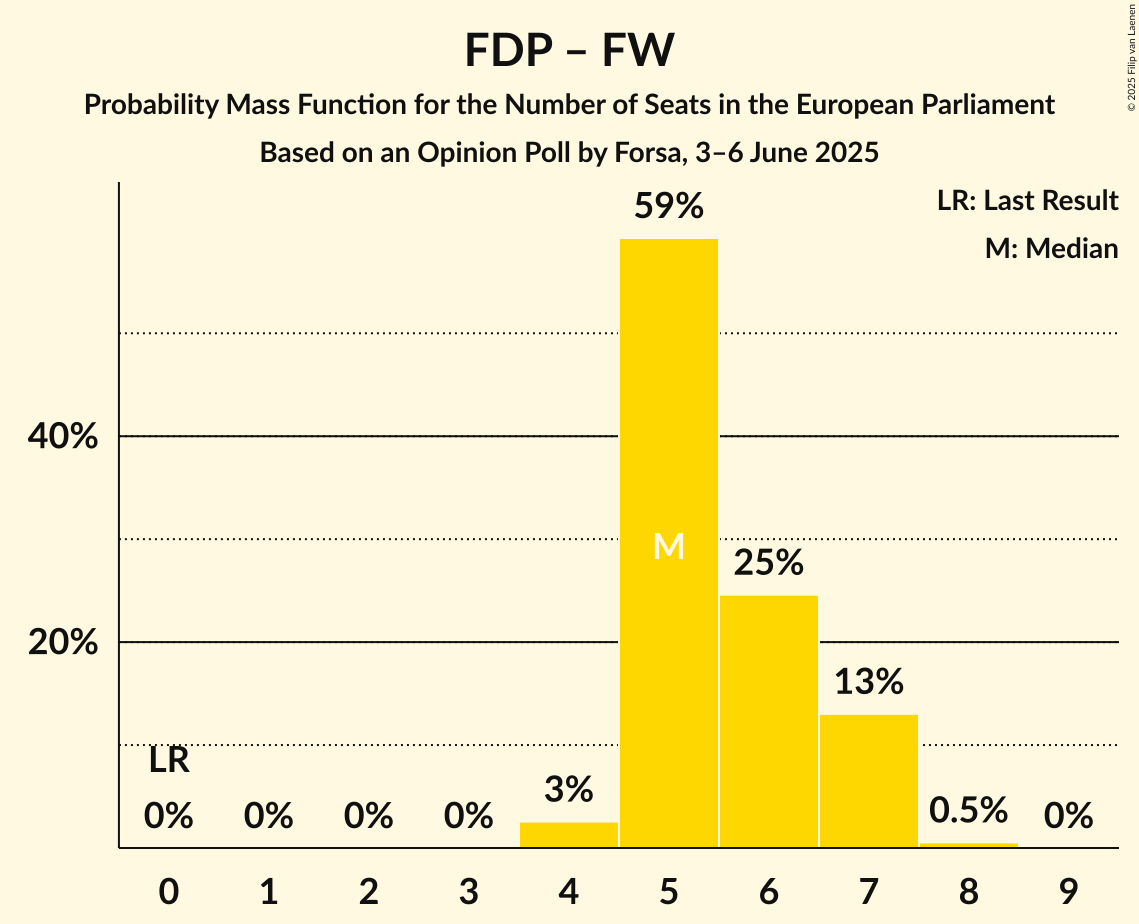 FDP – FW
Probability Mass Function for the Number of Seats in the European Parliament
Based on an Opinion Poll by Forsa, 3–6 June 2025
© 2025 Filip van Laenen
LR: Last Result
M: Median
59%
40%
M
25%
20%
13%
LR
3%
0% 0% 0% 0% 0.5% 0%
0 1 2 3 4 5 6 7 8 9